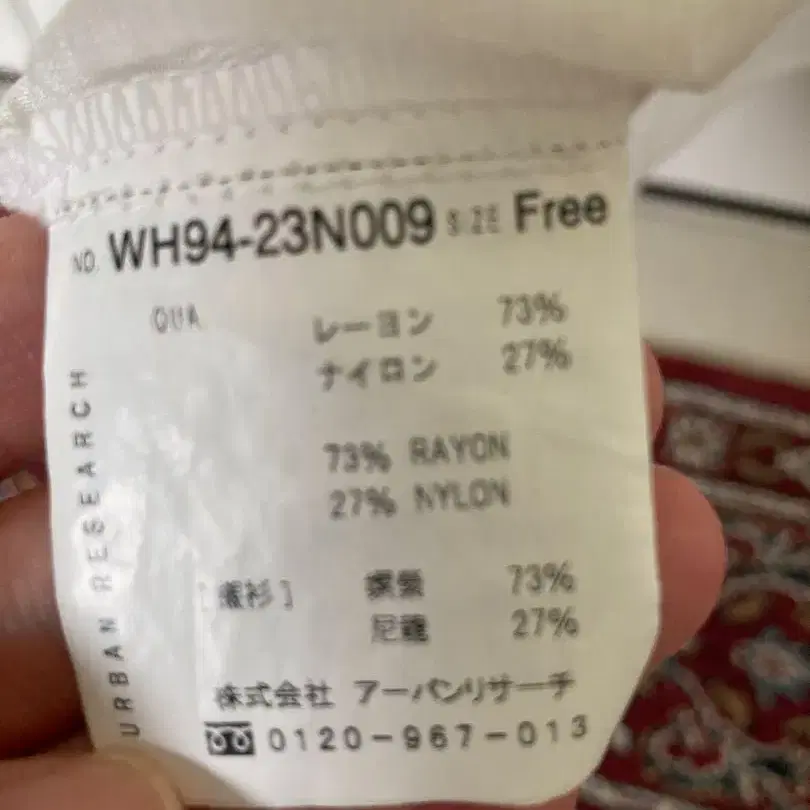 NO. WH94-23N009 SIZE Free
QUA レーヨン 73%
ナイロン 27%
73% RAYON
27% NYLON
73%
尼龍 27%
株式会社 アーバンリサーチ
0120-967-013
URBAN RESEARCH